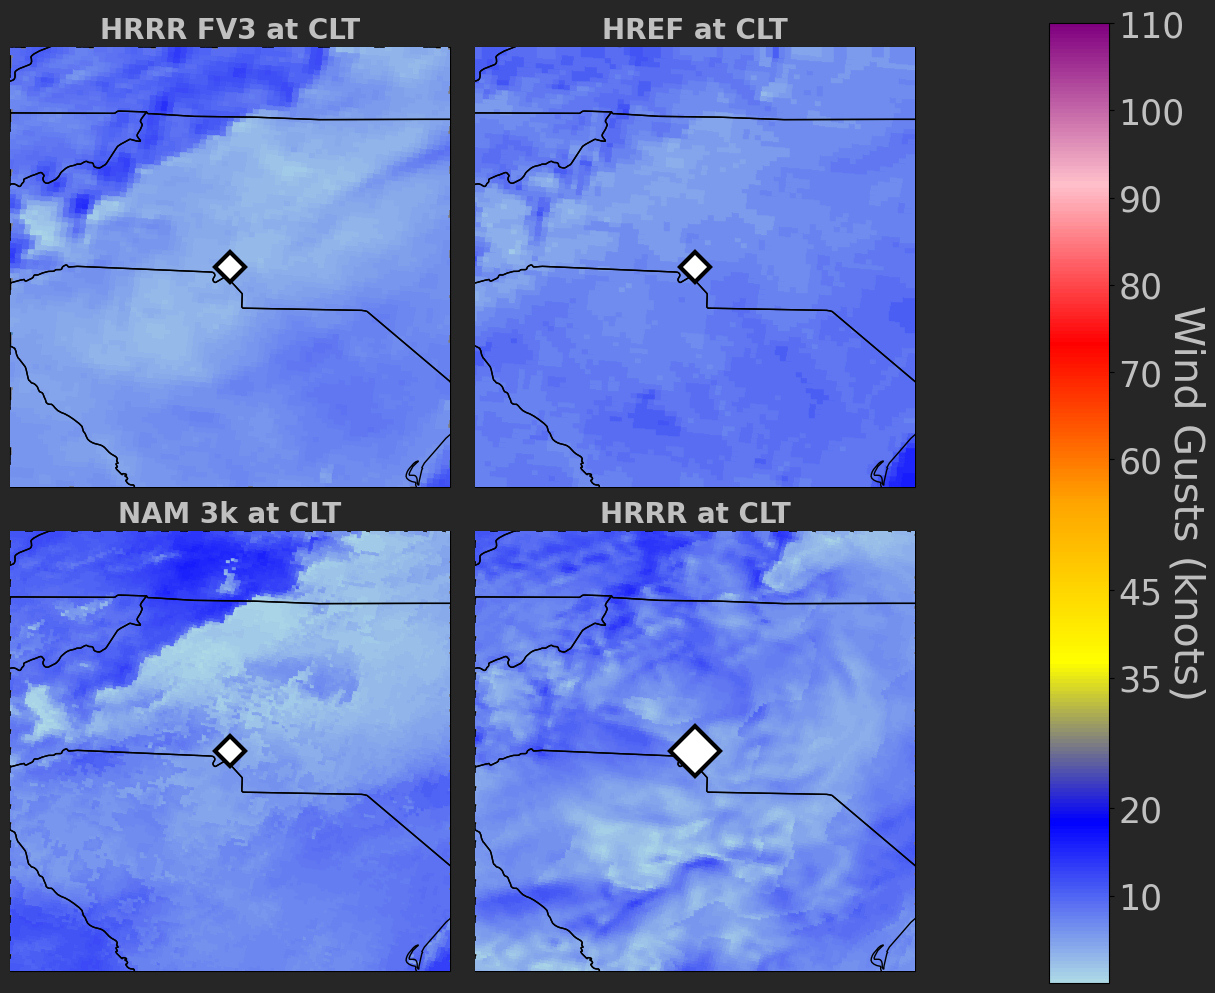 HRRR FV3 at CLT
HREF at CLT
NAM 3k at CLT
HRRR at CLT
110
100
90
80
70
60
45
35
20
10
Wind Gusts (knots)